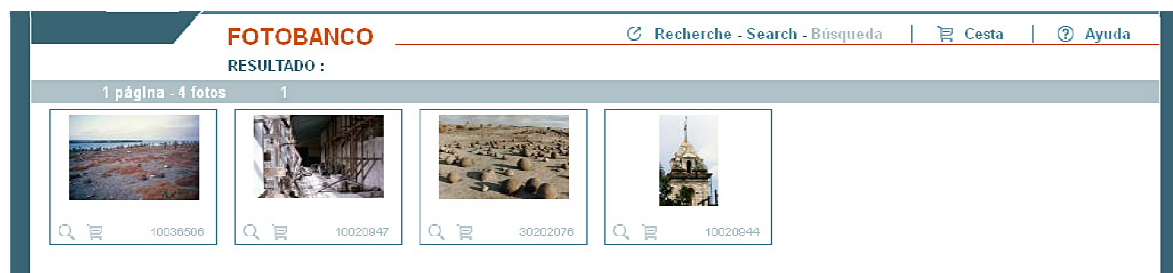 FOTOBANCO
Recherche - Search - Búsqueda | Cesta | ? Ayuda
RESULTADO :
1 página - 4 fotos 1
10036506 10020847 30202076 10020844